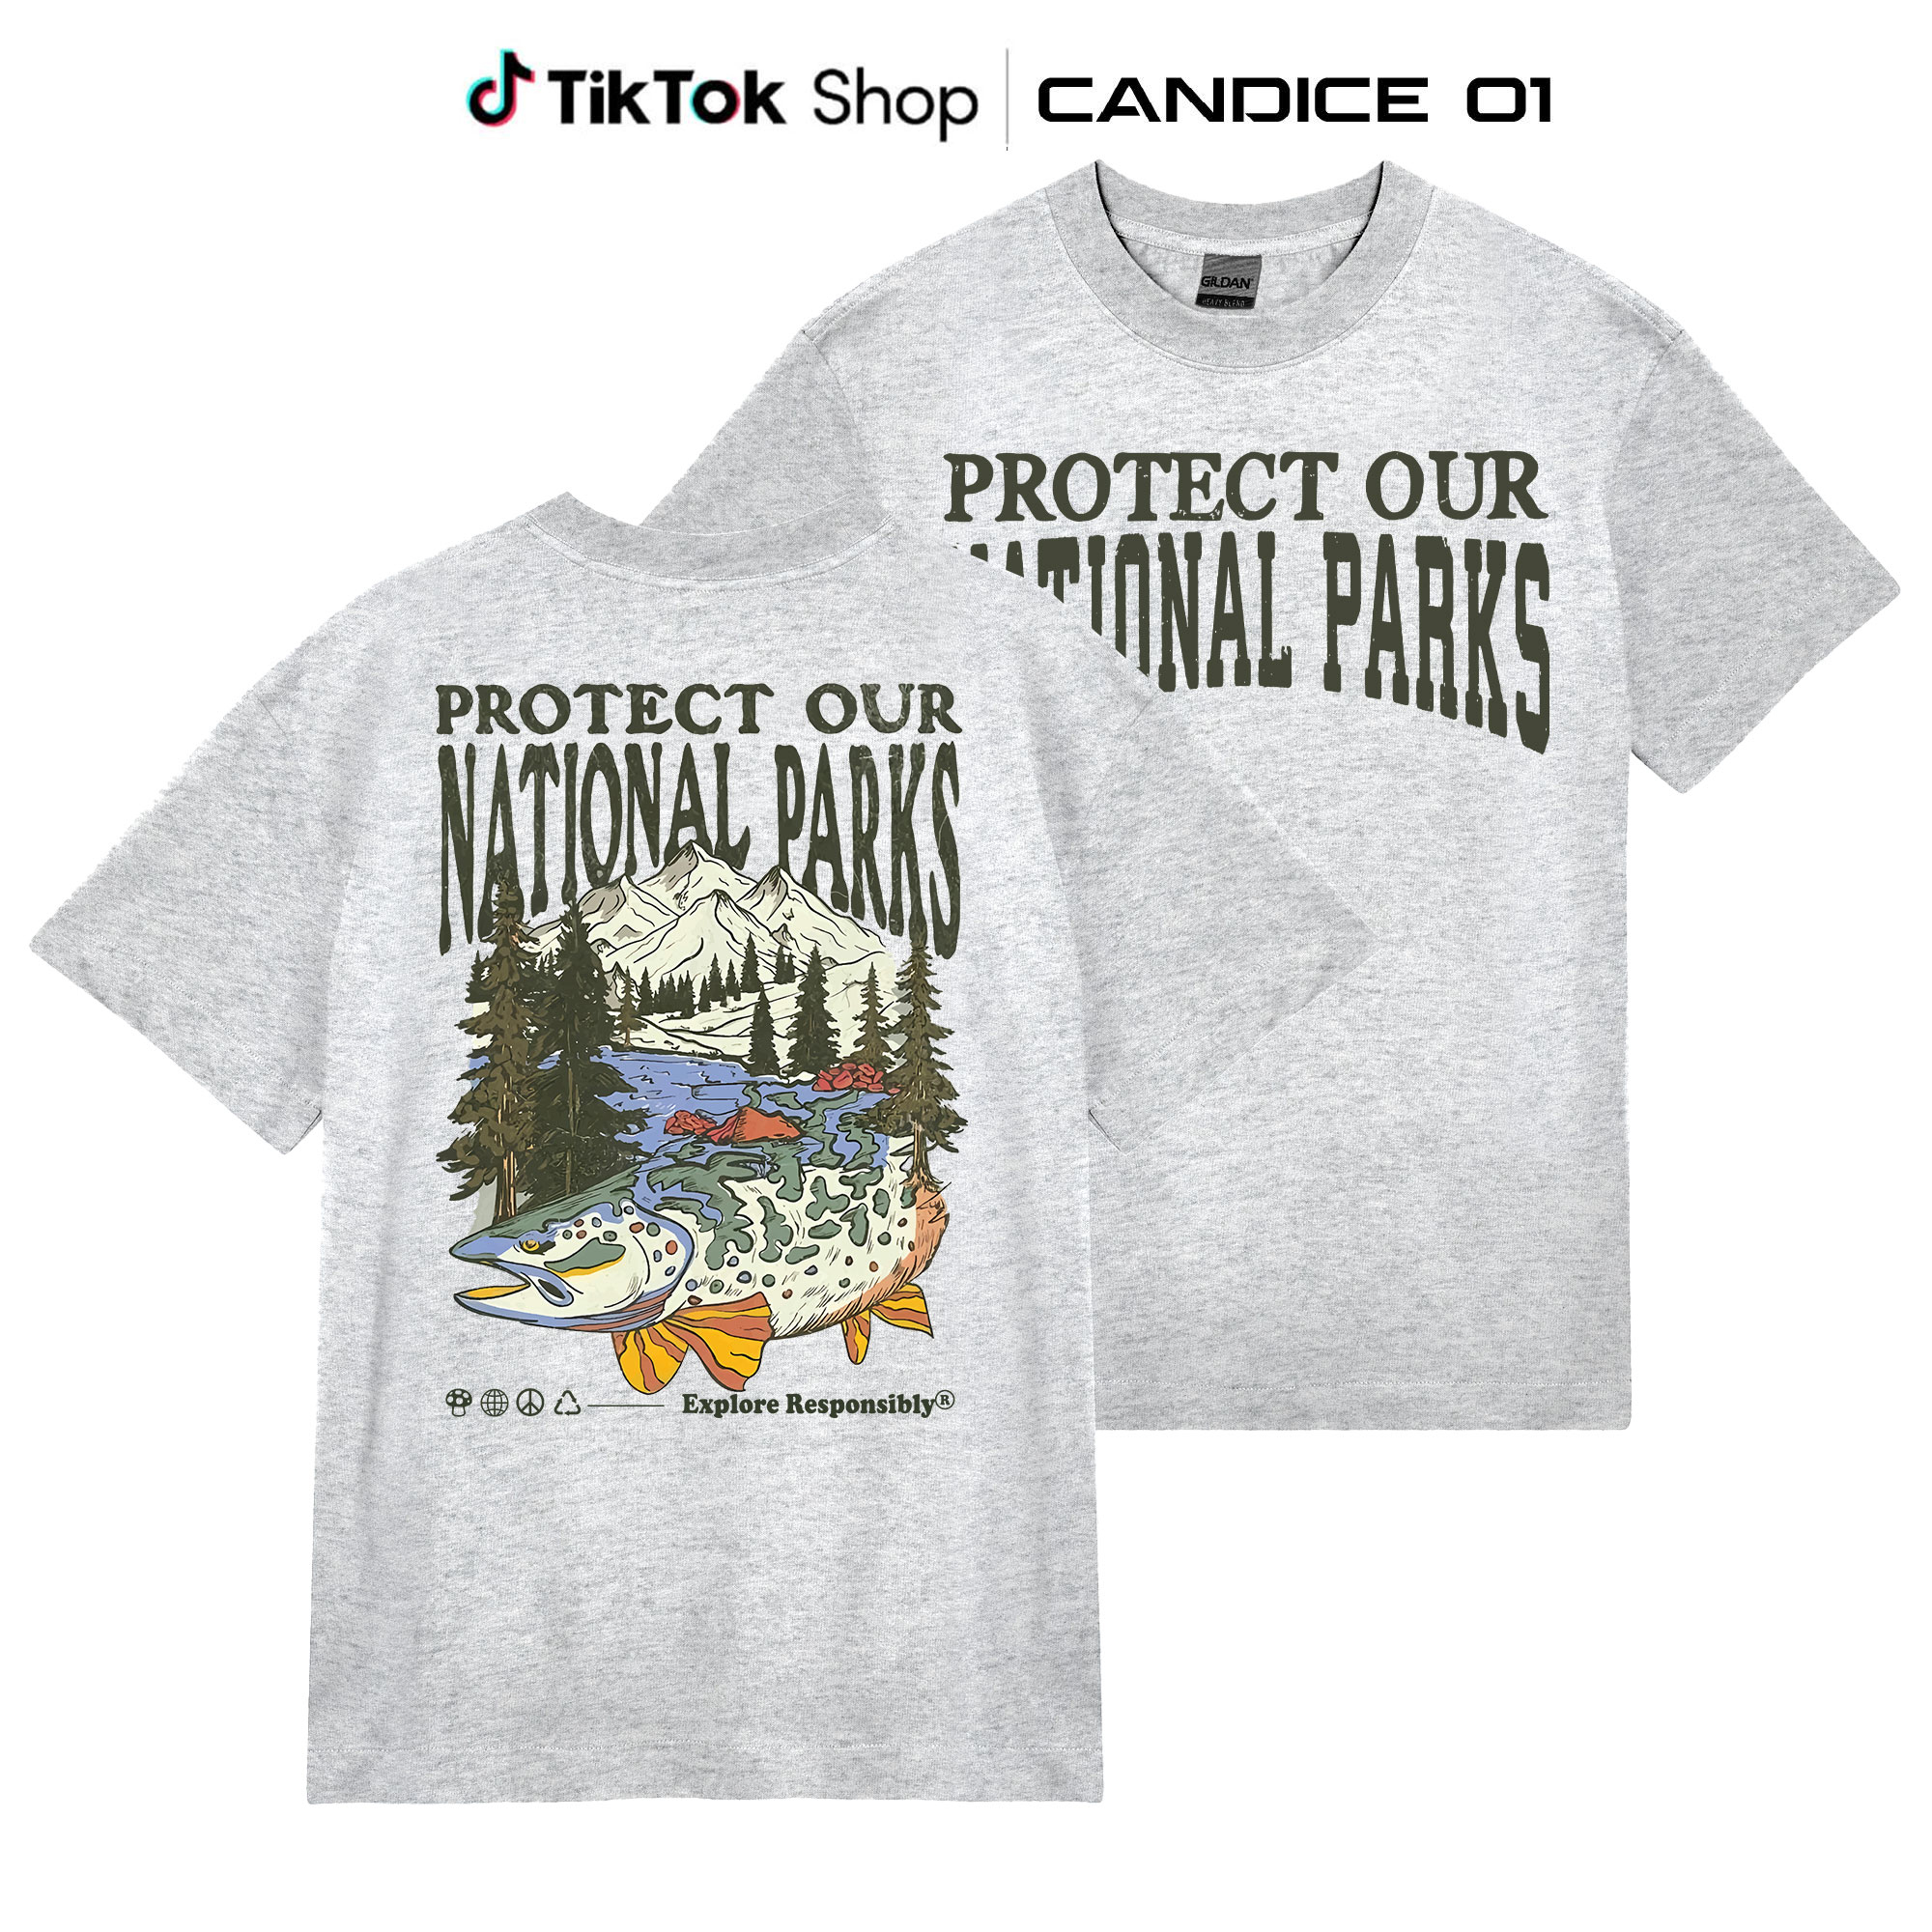 TikTok Shop | CANDICE 01
GILDAN
HEAVY BLEND
PROTECT OUR
NATIONAL PARKS
PROTECT OUR
NATIONAL PARKS
Explore Responsibly®